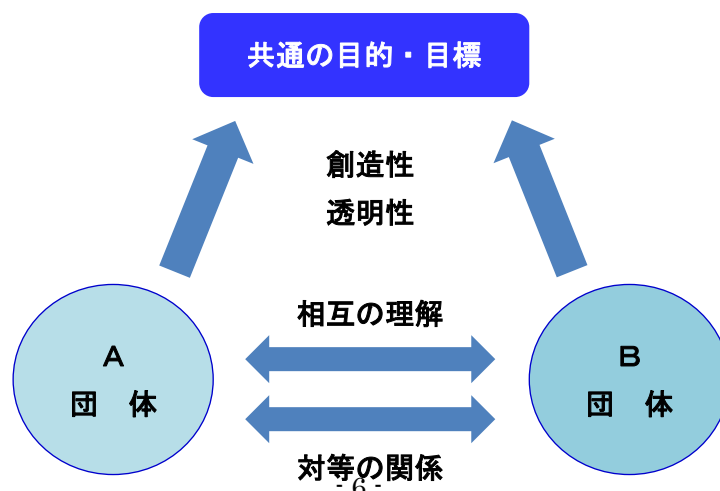 共通の目的・目標
創造性
透明性
相互の理解
A
団　体
B
団　体
対等の関係
- 6 -